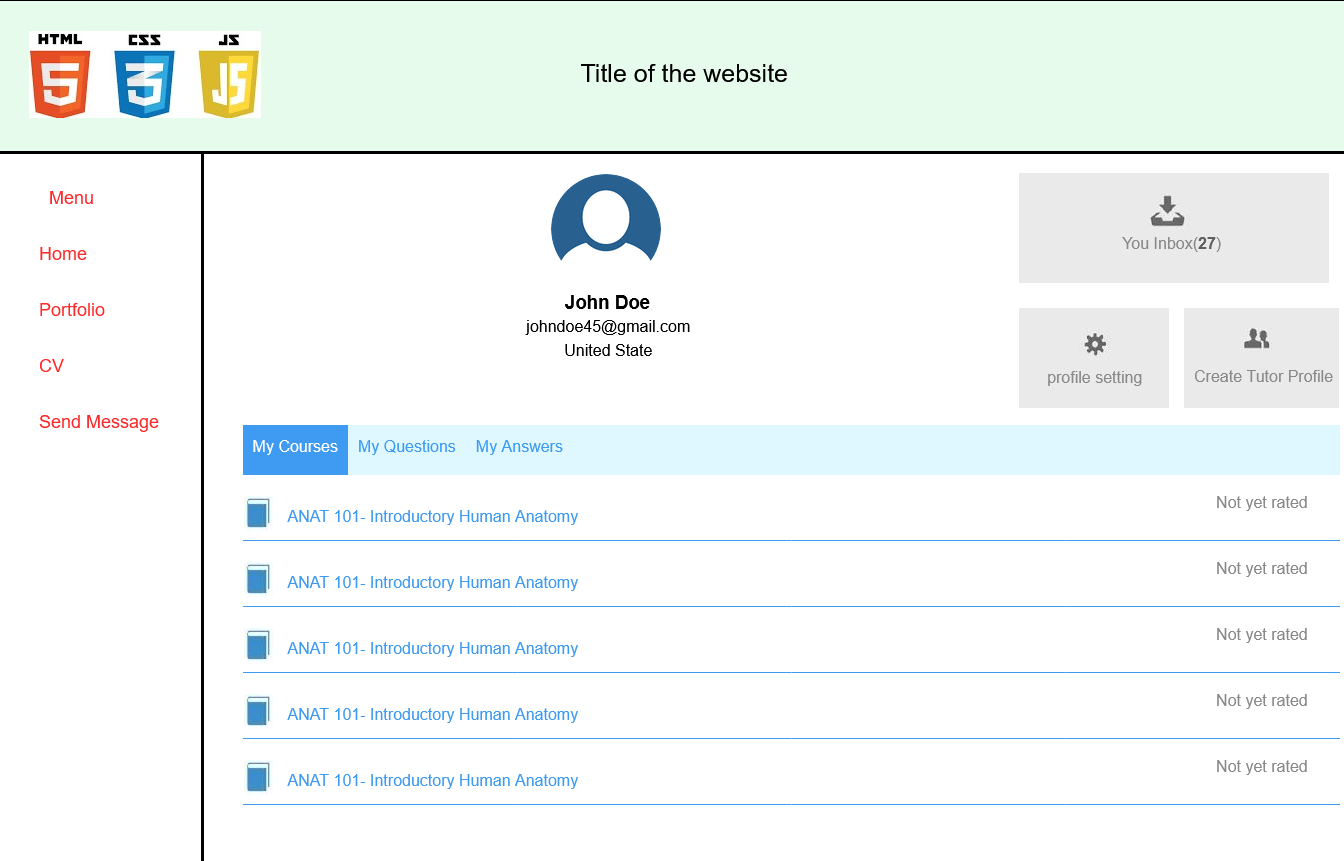 HTML CSS JS
5 3 JS
Title of the website
Menu
Home
Portfolio
CV
Send Message
John Doe
johndoe45@gmail.com
United State
You Inbox(27)
profile setting
Create Tutor Profile
My Courses My Questions My Answers
ANAT 101- Introductory Human Anatomy
Not yet rated
ANAT 101- Introductory Human Anatomy
Not yet rated
ANAT 101- Introductory Human Anatomy
Not yet rated
ANAT 101- Introductory Human Anatomy
Not yet rated
ANAT 101- Introductory Human Anatomy
Not yet rated